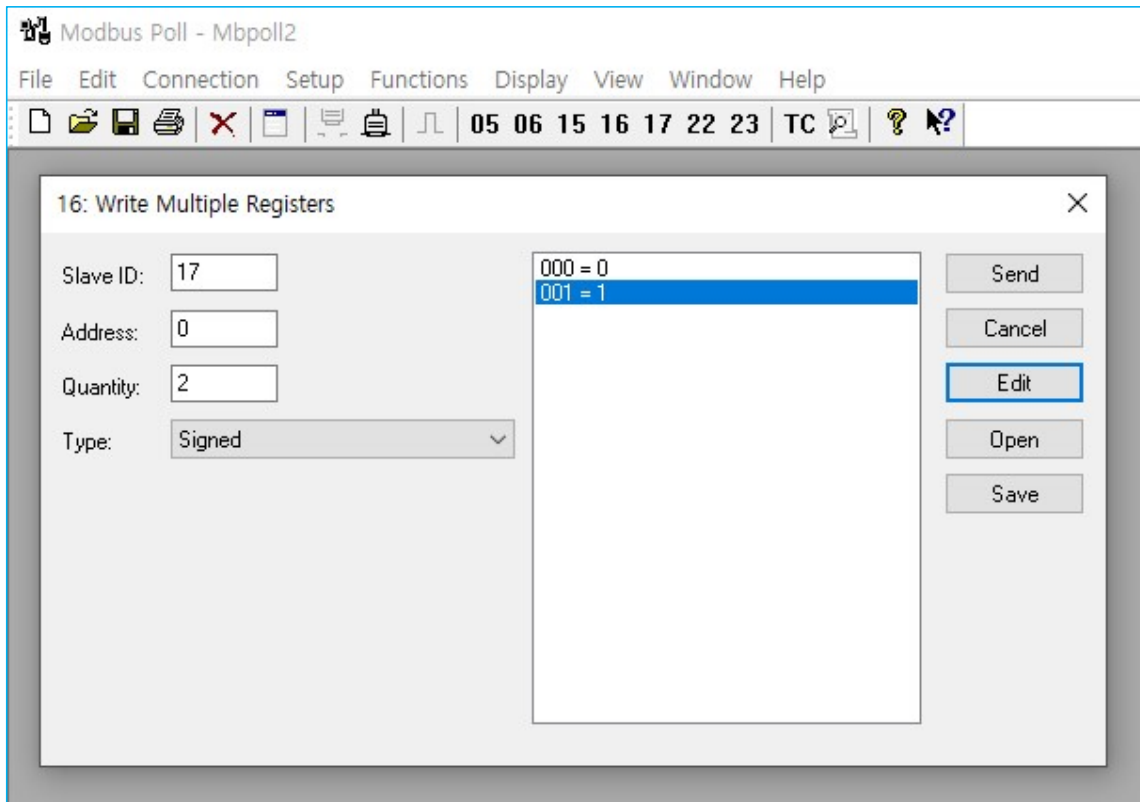 Modbus Poll - Mbpoll2
File Edit Connection Setup Functions Display View Window Help
05 06 15 16 17 22 23 TC
16: Write Multiple Registers
Slave ID: 17
Address: 0
Quantity: 2
Type: Signed
000 = 0
001 = 1
Send
Cancel
Edit
Open
Save